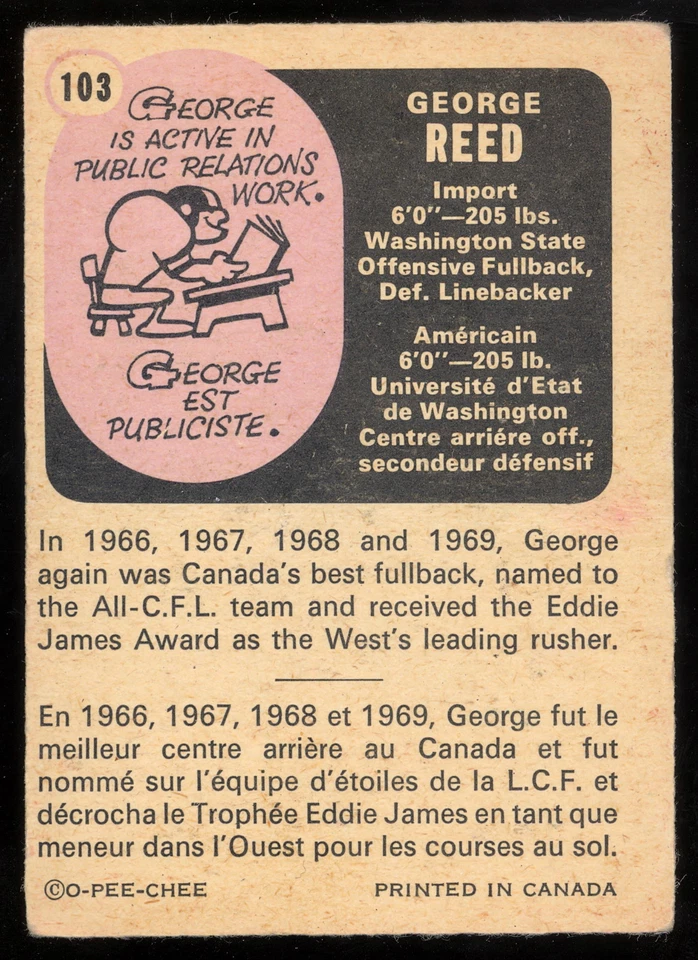 103
GEORGE
IS ACTIVE IN
PUBLIC RELATIONS
WORK.
GEORGE
EST
PUBLICISTE.
GEORGE
REED
Import
6'0"—205 lbs.
Washington State
Offensive Fullback,
Def. Linebacker
Américain
6'0"—205 lb.
Université d'Etat
de Washington
Centre arriére off.,
secondeur défensif
In 1966, 1967, 1968 and 1969, George
again was Canada's best fullback, named to
the All-C.F.L. team and received the Eddie
James Award as the West's leading rusher.
En 1966, 1967, 1968 et 1969, George fut le
meilleur centre arrière au Canada et fut
nommé sur l'équipe d'étoiles de la L.C.F. et
décrocha le Trophée Eddie James en tant que
meneur dans l'Ouest pour les courses au sol.
©O-PEE-CHEE PRINTED IN CANADA